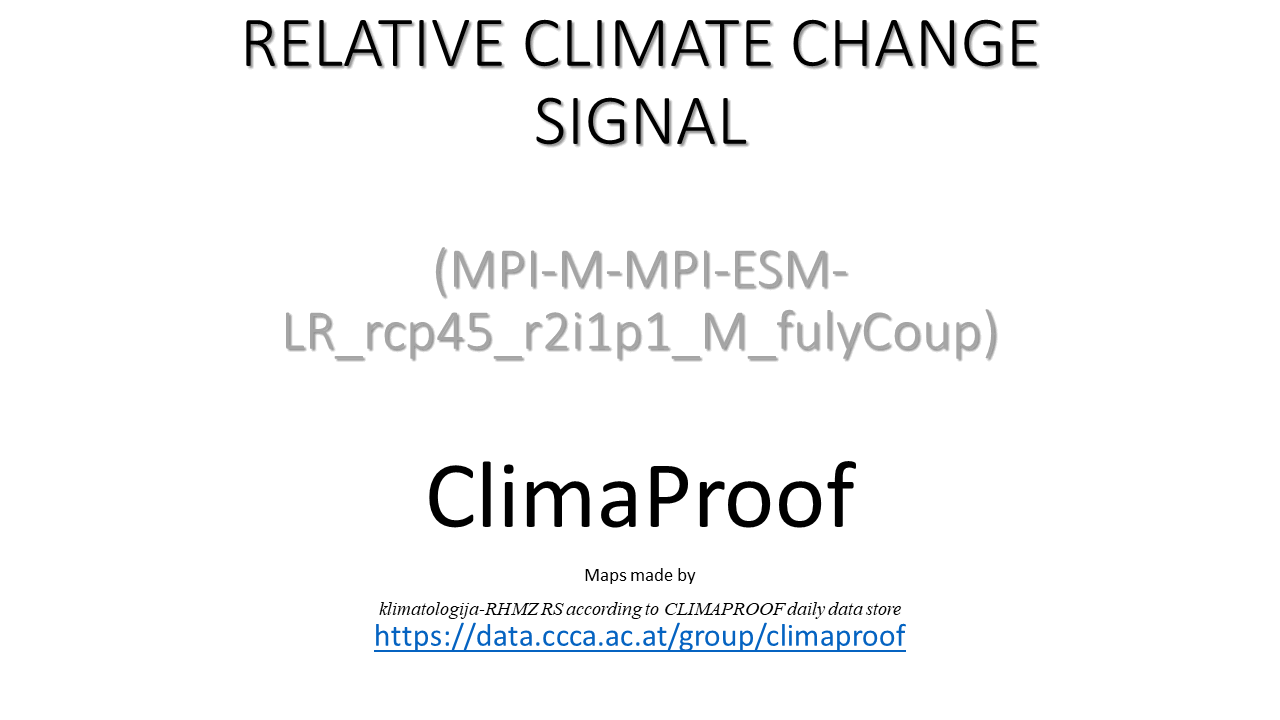 RELATIVE CLIMATE CHANGE
SIGNAL
(MPI-M-MPI-ESM-
LR_rcp45_r2i1p1_M_fulyCoup)
ClimaProof
Maps made by
klimatologija-RHMZ RS according to CLIMAPROOF daily data store
https://data.ccca.ac.at/group/climaproof